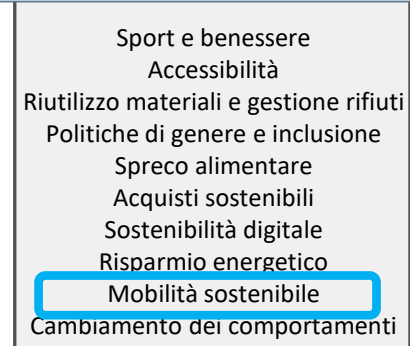 Sport e benessere
Accessibilità
Riutilizzo materiali e gestione rifiuti
Politiche di genere e inclusione
Spreco alimentare
Acquisti sostenibili
Sostenibilità digitale
Risparmio energetico
Mobilità sostenibile
Cambiamento dei comportamenti